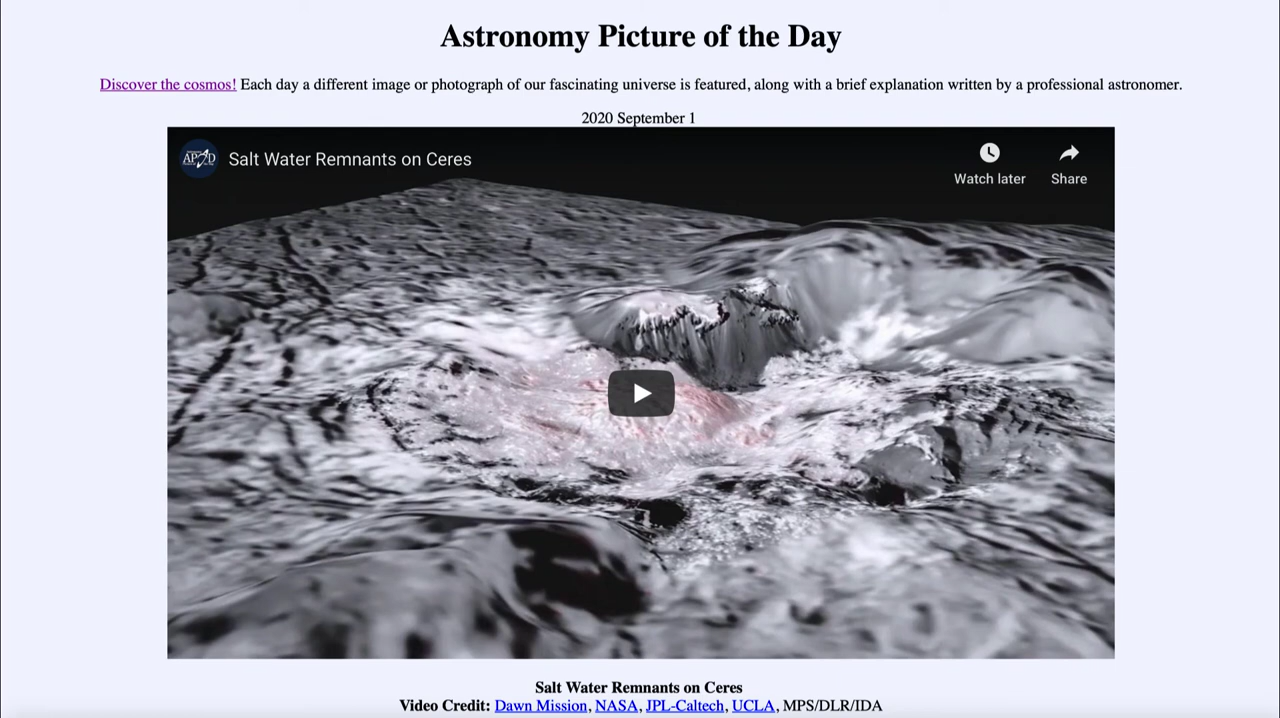 Astronomy Picture of the Day
Discover the cosmos! Each day a different image or photograph of our fascinating universe is featured, along with a brief explanation written by a professional astronomer.
2020 September 1
APOD
Salt Water Remnants on Ceres
Watch later
Share
Salt Water Remnants on Ceres
Video Credit: Dawn Mission, NASA, JPL-Caltech, UCLA, MPS/DLR/IDA